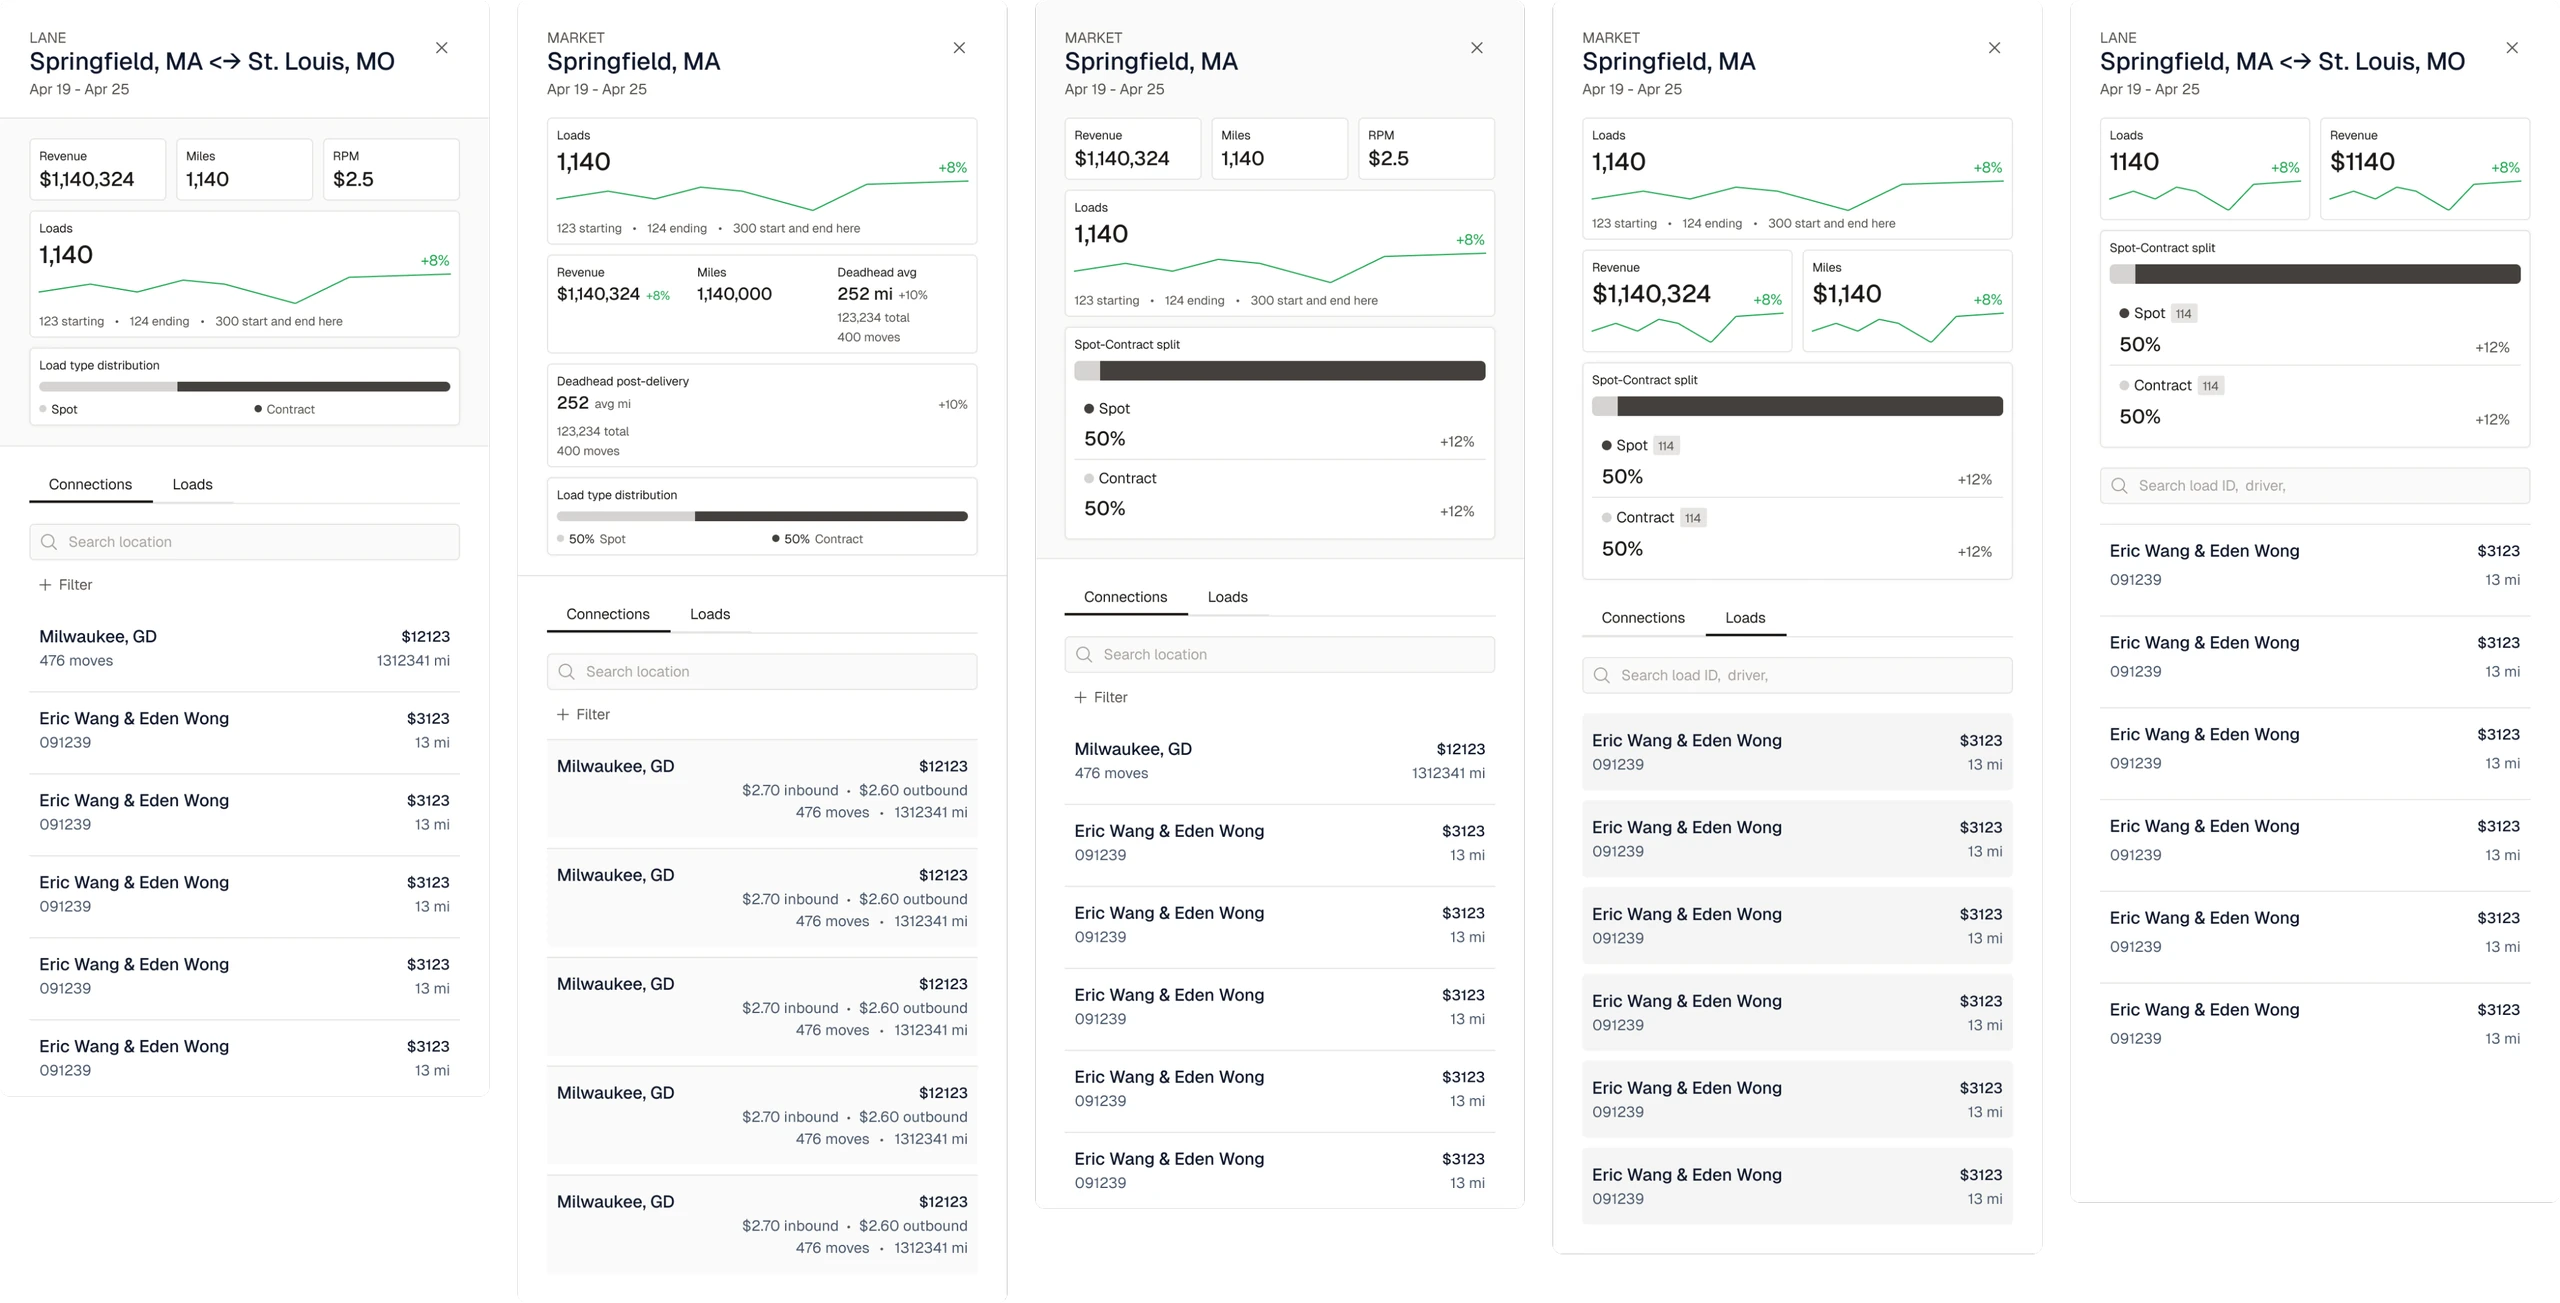 LANE
Springfield, MA <-> St. Louis, MO
Apr 19 - Apr 25
Revenue
$1,140,324
Miles
1,140
RPM
$2.5
Loads
1,140
+8%
123 starting • 124 ending • 300 start and end here
Load type distribution
Spot
Contract
Connections
Loads
Search location
+ Filter
Milwaukee, GD $12123
476 moves 1312341 mi
Eric Wang & Eden Wong $3123
091239 13 mi
Eric Wang & Eden Wong $3123
091239 13 mi
Eric Wang & Eden Wong $3123
091239 13 mi
Eric Wang & Eden Wong $3123
091239 13 mi
Eric Wang & Eden Wong $3123
091239 13 mi
MARKET
Springfield, MA
Apr 19 - Apr 25
Loads
1,140
+8%
123 starting • 124 ending • 300 start and end here
Revenue
$1,140,324 +8%
Miles
1,140,000
Deadhead avg
252 mi +10%
123,234 total
400 moves
Deadhead post-delivery
252 avg mi +10%
123,234 total
400 moves
Load type distribution
50% Spot
50% Contract
Connections
Loads
Search location
+ Filter
Milwaukee, GD $12123
$2.70 inbound • $2.60 outbound
476 moves • 1312341 mi
Milwaukee, GD $12123
$2.70 inbound • $2.60 outbound
476 moves • 1312341 mi
Milwaukee, GD $12123
$2.70 inbound • $2.60 outbound
476 moves • 1312341 mi
Milwaukee, GD $12123
$2.70 inbound • $2.60 outbound
476 moves • 1312341 mi
Milwaukee, GD $12123
$2.70 inbound • $2.60 outbound
476 moves • 1312341 mi
MARKET
Springfield, MA
Apr 19 - Apr 25
Revenue
$1,140,324
Miles
1,140
RPM
$2.5
Loads
1,140
+8%
123 starting • 124 ending • 300 start and end here
Spot-Contract split
Spot
50% +12%
Contract
50% +12%
Connections
Loads
Search location
+ Filter
Milwaukee, GD $12123
476 moves 1312341 mi
Eric Wang & Eden Wong $3123
091239 13 mi
Eric Wang & Eden Wong $3123
091239 13 mi
Eric Wang & Eden Wong $3123
091239 13 mi
Eric Wang & Eden Wong $3123
091239 13 mi
Eric Wang & Eden Wong $3123
091239 13 mi
MARKET
Springfield, MA
Apr 19 - Apr 25
Loads
1,140
+8%
123 starting • 124 ending • 300 start and end here
Revenue
$1,140,324
+8%
Miles
$1,140
+8%
Spot-Contract split
Spot 114
50% +12%
Contract 114
50% +12%
Connections
Loads
Search load ID, driver,
Eric Wang & Eden Wong $3123
091239 13 mi
Eric Wang & Eden Wong $3123
091239 13 mi
Eric Wang & Eden Wong $3123
091239 13 mi
Eric Wang & Eden Wong $3123
091239 13 mi
Eric Wang & Eden Wong $3123
091239 13 mi
Eric Wang & Eden Wong $3123
091239 13 mi
LANE
Springfield, MA <-> St. Louis, MO
Apr 19 - Apr 25
Loads
1140
+8%
Revenue
$1140
+8%
Spot-Contract split
Spot 114
50% +12%
Contract 114
50% +12%
Search load ID, driver,
Eric Wang & Eden Wong $3123
091239 13 mi
Eric Wang & Eden Wong $3123
091239 13 mi
Eric Wang & Eden Wong $3123
091239 13 mi
Eric Wang & Eden Wong $3123
091239 13 mi
Eric Wang & Eden Wong $3123
091239 13 mi
Eric Wang & Eden Wong $3123
091239 13 mi